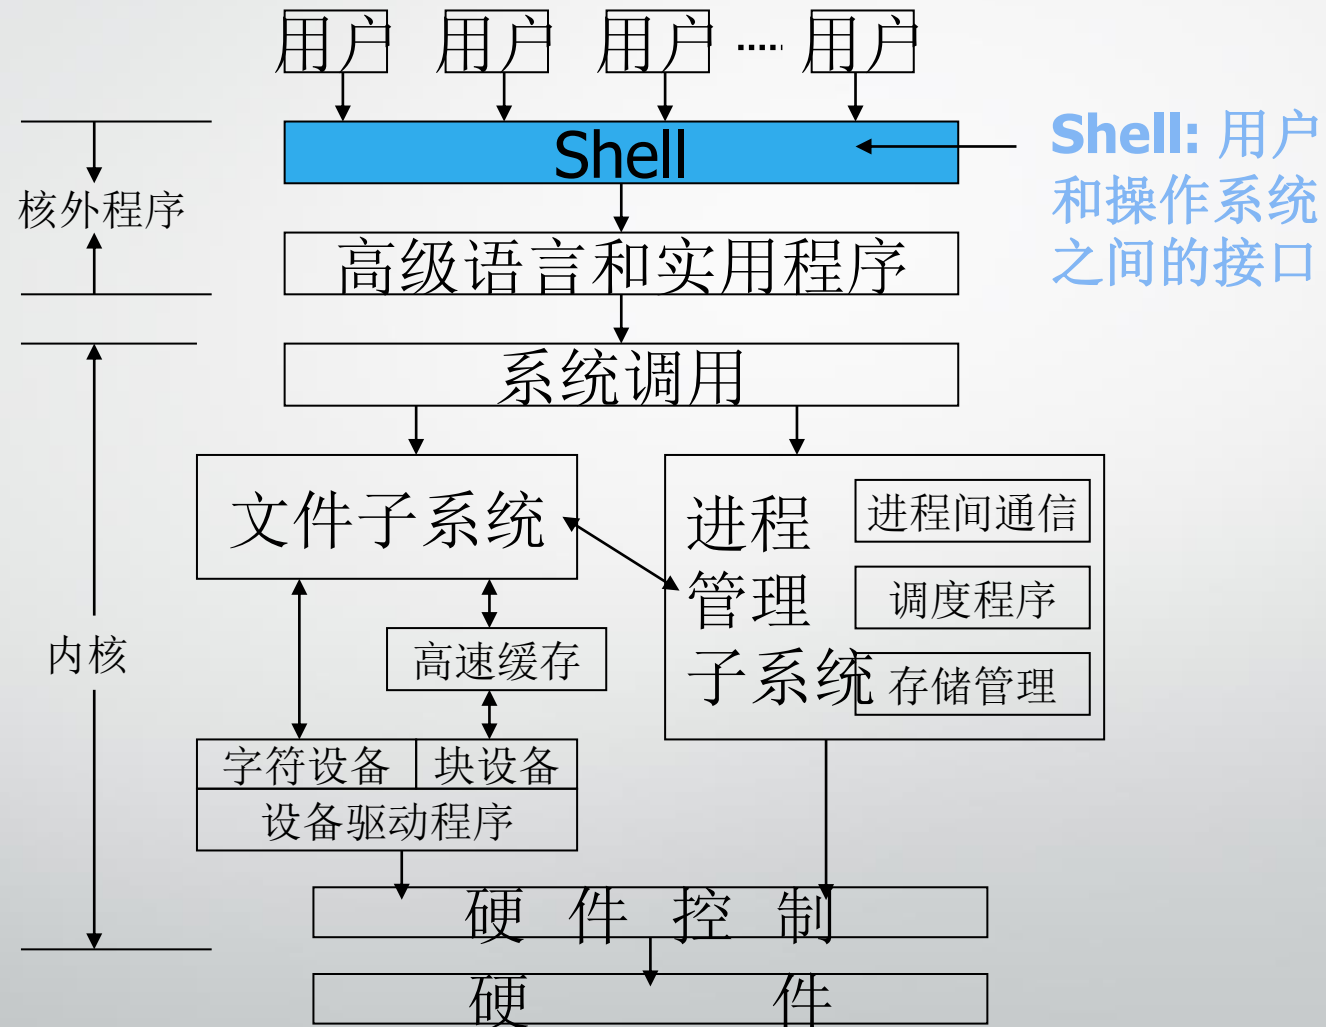 用户 用户 用户 ····· 用户
Shell
Shell: 用户
和操作系统
之间的接口
核外程序
高级语言和实用程序
系统调用
文件子系统
进程
管理
子系统
进程间通信
调度程序
存储管理
内核
高速缓存
字符设备 块设备
设备驱动程序
硬 件 控 制
硬 件